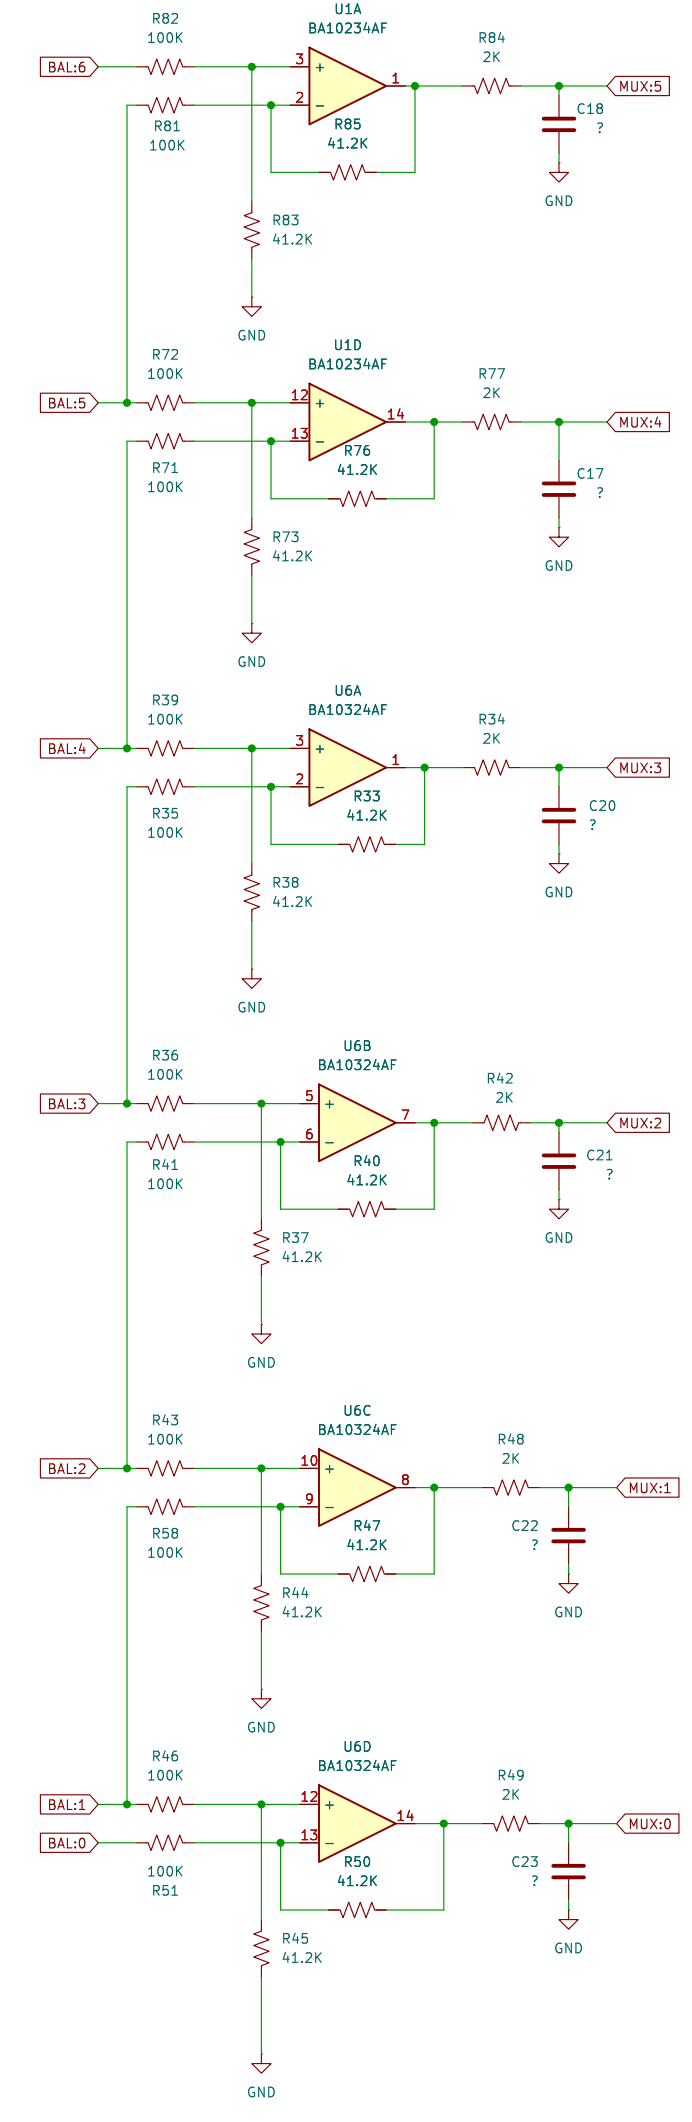 U1A
BA10234AF
R82
100K
BAL:6
R81
100K
3
+
2
−
1
R85
41.2K
R84
2K
MUX:5
C18
?
GND
R83
41.2K
GND
U1D
BA10234AF
R72
100K
BAL:5
R71
100K
12
+
13
−
14
R76
41.2K
R77
2K
MUX:4
C17
?
GND
R73
41.2K
GND
U6A
BA10324AF
R39
100K
BAL:4
R35
100K
3
+
2
−
1
R33
41.2K
R34
2K
MUX:3
C20
?
GND
R38
41.2K
GND
U6B
BA10324AF
R36
100K
BAL:3
R41
100K
5
+
6
−
7
R40
41.2K
R42
2K
MUX:2
C21
?
GND
R37
41.2K
GND
U6C
BA10324AF
R43
100K
BAL:2
R58
100K
10
+
9
−
8
R47
41.2K
R48
2K
MUX:1
C22
?
GND
R44
41.2K
GND
U6D
BA10324AF
R46
100K
BAL:1
BAL:0
100K
R51
12
+
13
−
14
R50
41.2K
R49
2K
MUX:0
C23
?
GND
R45
41.2K
GND